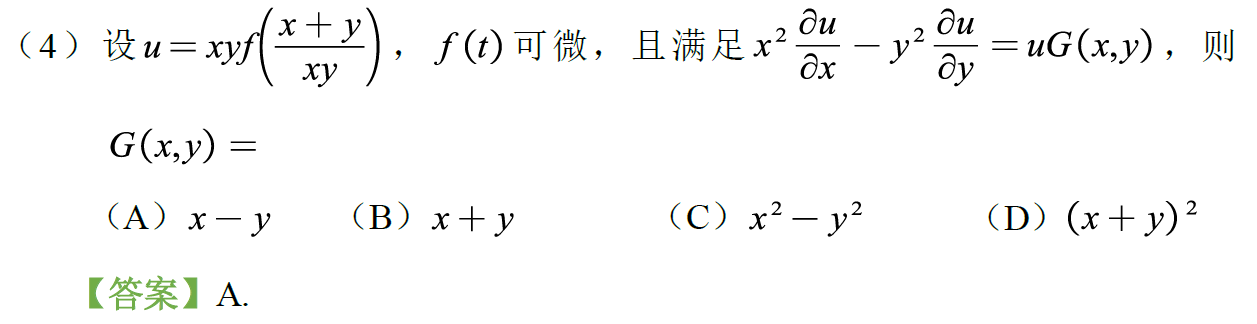 （4）设 u = xyf((x + y)/(xy))，f(t) 可微，且满足 x² ∂u/∂x − y² ∂u/∂y = uG(x,y)，则
G(x,y) =
（A）x − y （B）x + y （C）x² − y² （D）(x + y)²
【答案】A.